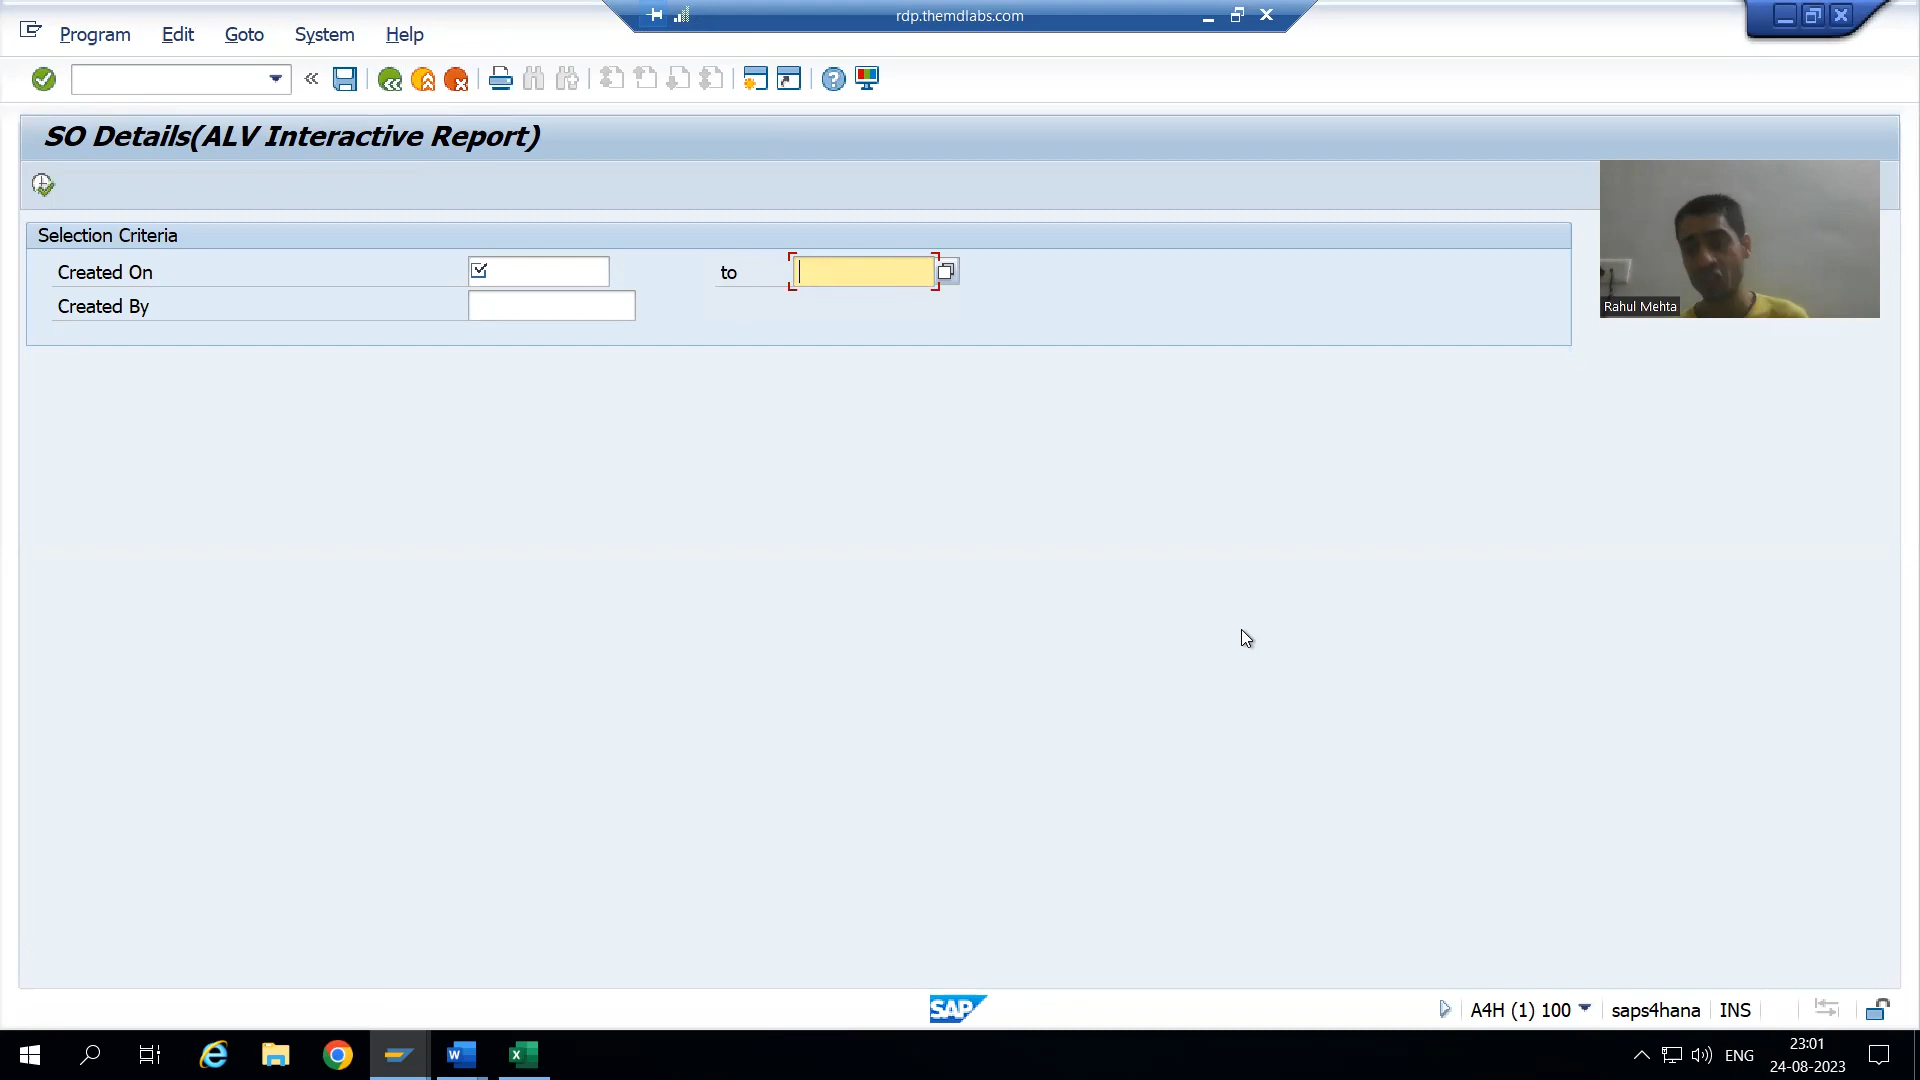 rdp.themdlabs.com
Program Edit Goto System Help
SO Details(ALV Interactive Report)
Selection Criteria
Created On to
Created By
Rahul Mehta
SAP
A4H (1) 100 saps4hana INS
ENG
23:01
24-08-2023